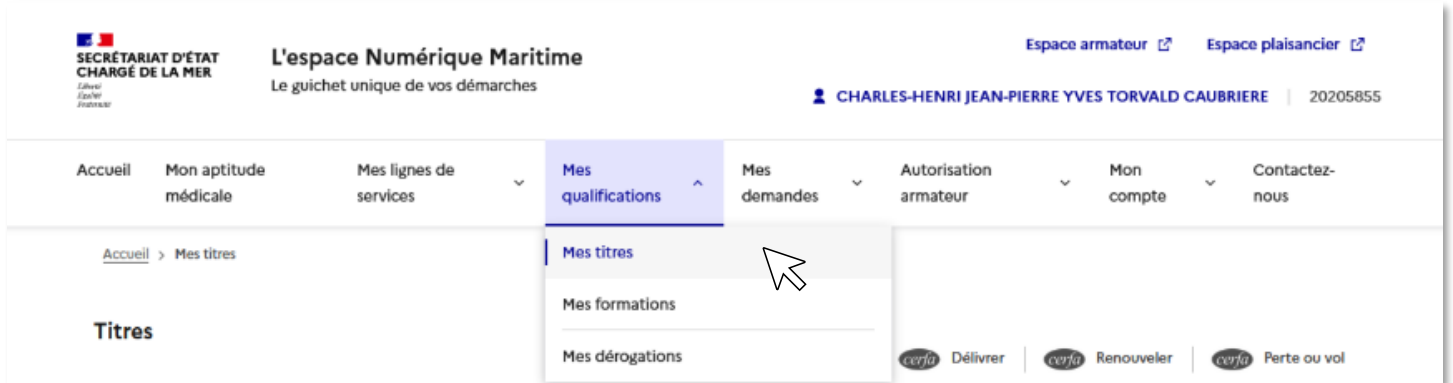 SECRÉTARIAT D'ÉTAT
CHARGÉ DE LA MER
Liberté
Égalité
Fraternité
L'espace Numérique Maritime
Le guichet unique de vos démarches
Espace armateur
Espace plaisancier
CHARLES-HENRI JEAN-PIERRE YVES TORVALD CAUBRIERE
20205855
Accueil
Mon aptitude
médicale
Mes lignes de
services
Mes
qualifications
Mes
demandes
Autorisation
armateur
Mon
compte
Contactez-
nous
Accueil > Mes titres
Mes titres
Mes formations
Mes dérogations
Titres
cerfa Délivrer
cerfa Renouveler
cerfa Perte ou vol